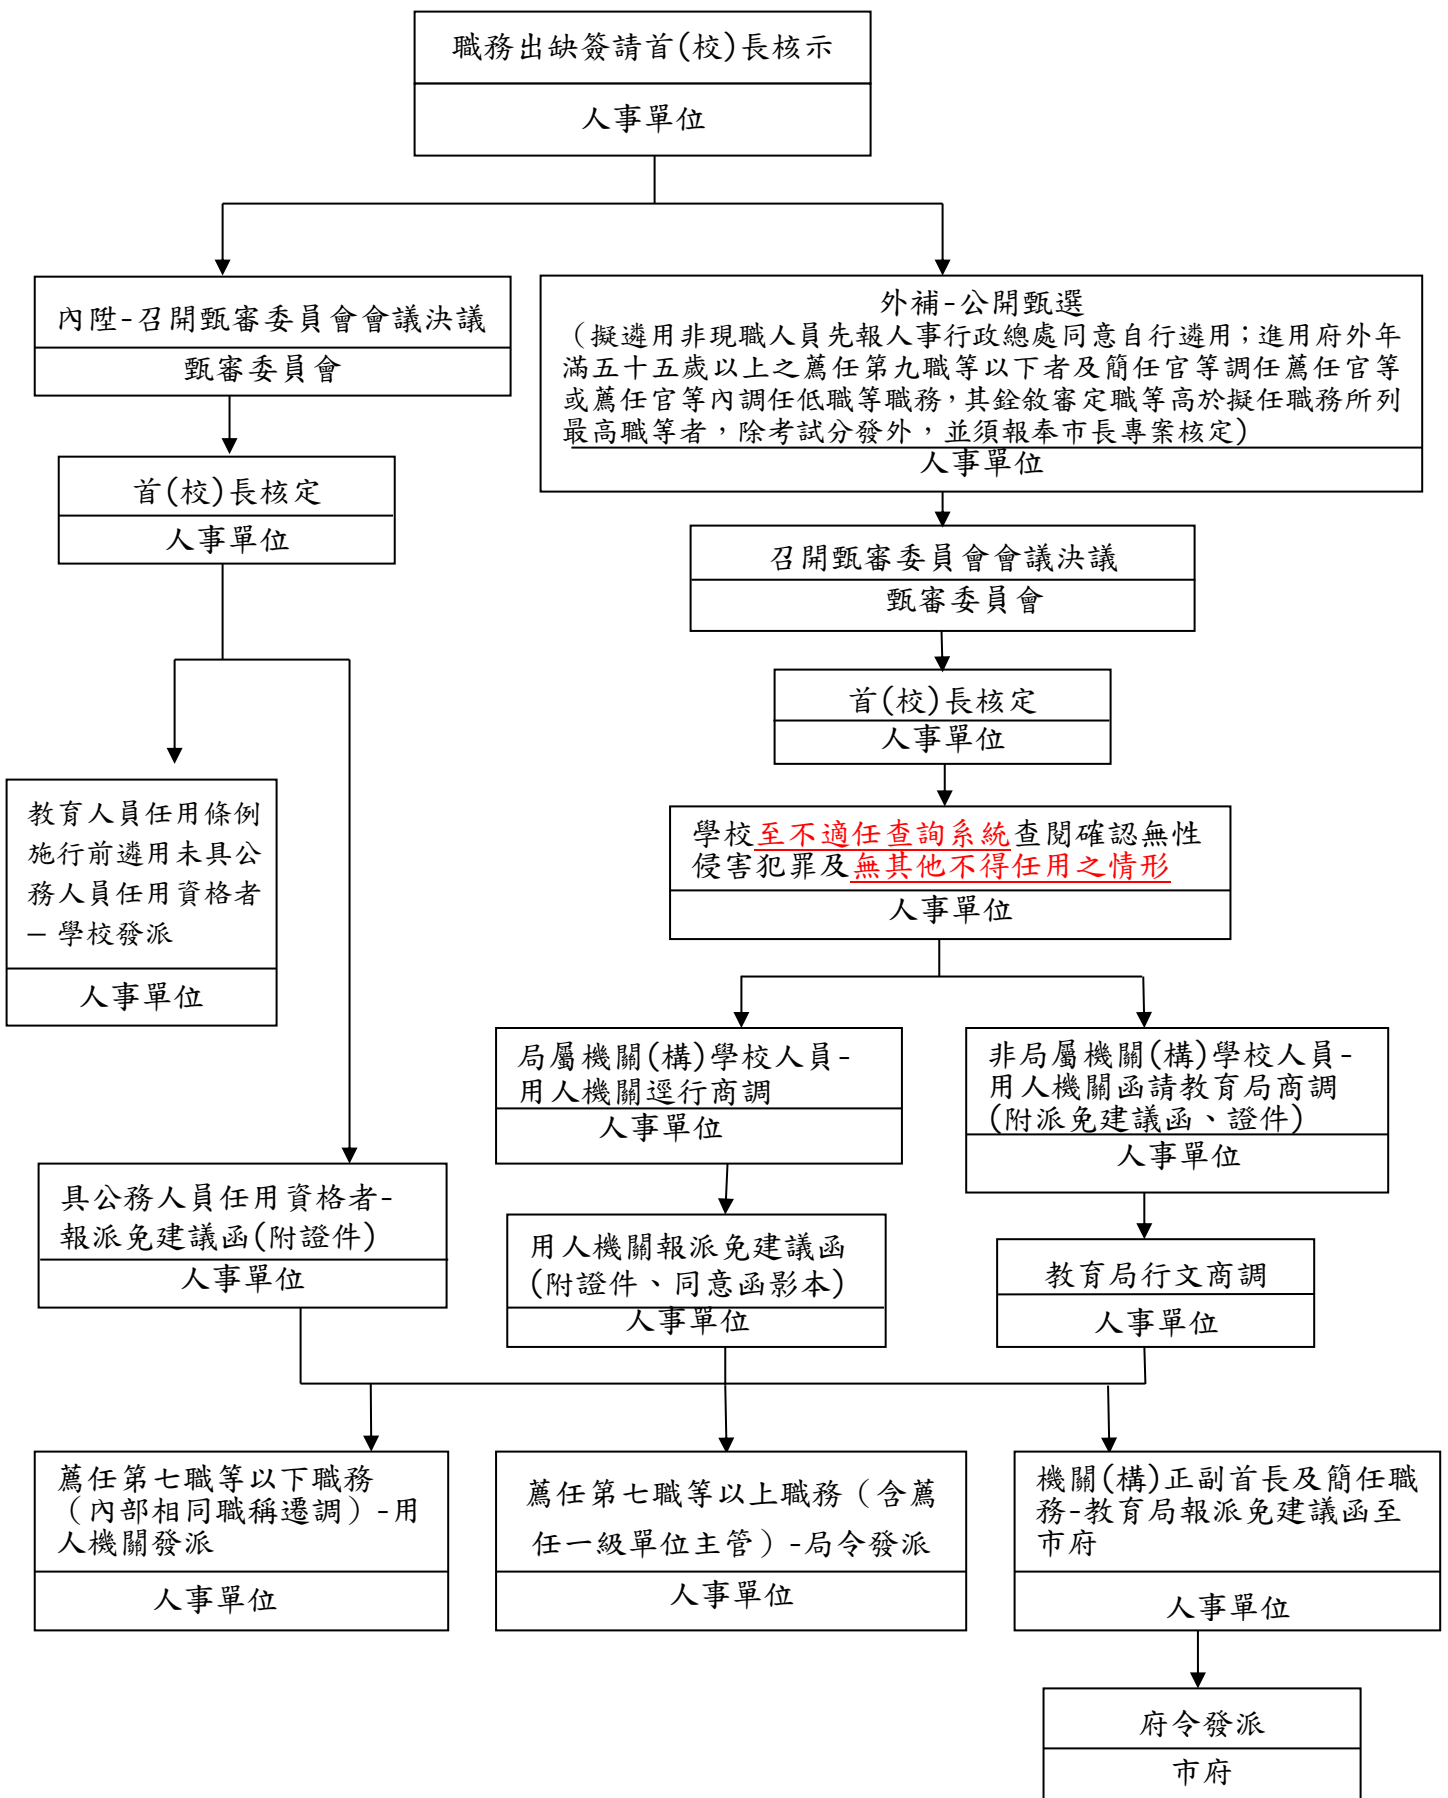 職務出缺簽請首(校)長核示
人事單位
內陞-召開甄審委員會會議決議
甄審委員會
首(校)長核定
人事單位
外補-公開甄選
（擬遴用非現職人員先報人事行政總處同意自行遴用；進用府外年
滿五十五歲以上之薦任第九職等以下者及簡任官等調任薦任官等
或薦任官等內調任低職等職務，其銓敘審定職等高於擬任職務所列
最高職等者，除考試分發外，並須報奉市長專案核定)
人事單位
召開甄審委員會會議決議
甄審委員會
首(校)長核定
人事單位
學校至不適任查詢系統查閱確認無性
侵害犯罪及無其他不得任用之情形
人事單位
教育人員任用條例
施行前遴用未具公
務人員任用資格者
– 學校發派
人事單位
局屬機關(構)學校人員-
用人機關逕行商調
人事單位
非局屬機關(構)學校人員-
用人機關函請教育局商調
(附派免建議函、證件)
人事單位
具公務人員任用資格者-
報派免建議函(附證件)
人事單位
用人機關報派免建議函
(附證件、同意函影本)
人事單位
教育局行文商調
人事單位
薦任第七職等以下職務
（內部相同職稱遷調）-用
人機關發派
人事單位
薦任第七職等以上職務（含薦
任一級單位主管）-局令發派
人事單位
機關(構)正副首長及簡任職
務-教育局報派免建議函至
市府
人事單位
府令發派
市府